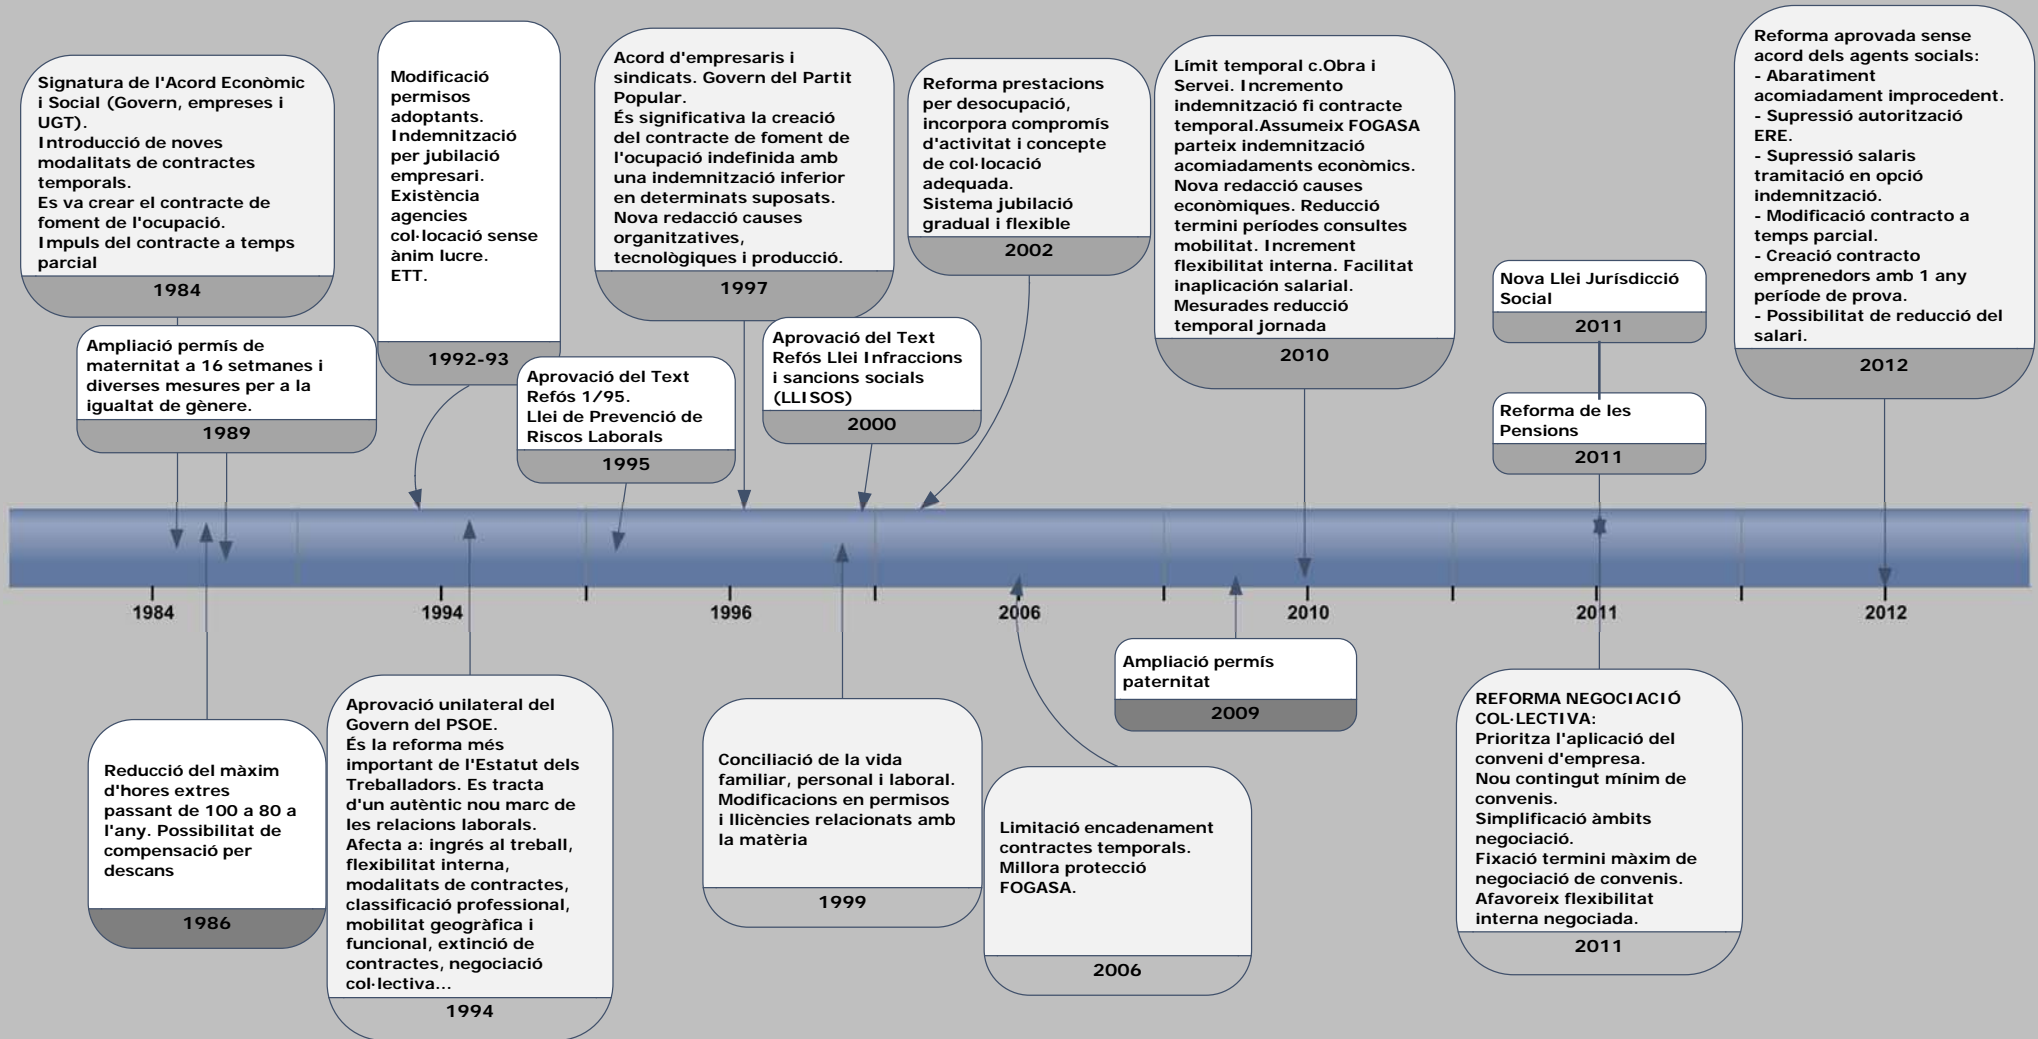 Signatura de l'Acord Econòmic
i Social (Govern, empreses i
UGT).
Introducció de noves
modalitats de contractes
temporals.
Es va crear el contracte de
foment de l'ocupació.
Impuls del contracte a temps
parcial
1984
Ampliació permís de
maternitat a 16 setmanes i
diverses mesures per a la
igualtat de gènere.
1989
Modificació
permisos
adoptants.
Indemnització
per jubilació
empresari.
Existència
agencies
col·locació sense
ànim lucre.
ETT.
1992-93
Aprovació del Text
Refós 1/95.
Llei de Prevenció de
Riscos Laborals
1995
Acord d'empresaris i
sindicats. Govern del Partit
Popular.
És significativa la creació
del contracte de foment de
l'ocupació indefinida amb
una indemnització inferior
en determinats suposats.
Nova redacció causes
organitzatives,
tecnològiques i producció.
1997
Aprovació del Text
Refós Llei Infraccions
i sancions socials
(LLISOS)
2000
Reforma prestacions
per desocupació,
incorpora compromís
d'activitat i concepte
de col·locació
adequada.
Sistema jubilació
gradual i flexible
2002
Límit temporal c.Obra i
Servei. Incremento
indemnització fi contracte
temporal.Assumeix FOGASA
parteix indemnització
acomiadaments econòmics.
Nova redacció causes
econòmiques. Reducció
termini períodes consultes
mobilitat. Increment
flexibilitat interna. Facilitat
inaplicación salarial.
Mesurades reducció
temporal jornada
2010
Nova Llei Jurísdicció
Social
2011
Reforma de les
Pensions
2011
Reforma aprovada sense
acord dels agents socials:
- Abaratiment
acomiadament improcedent.
- Supressió autorització
ERE.
- Supressió salaris
tramitació en opció
indemnització.
- Modificació contracto a
temps parcial.
- Creació contracto
emprenedors amb 1 any
període de prova.
- Possibilitat de reducció del
salari.
2012
1984
1994
1996
2006
2010
2011
2012
Reducció del màxim
d'hores extres
passant de 100 a 80 a
l'any. Possibilitat de
compensació per
descans
1986
Aprovació unilateral del
Govern del PSOE.
És la reforma més
important de l'Estatut dels
Treballadors. Es tracta
d'un autèntic nou marc de
les relacions laborals.
Afecta a: ingrés al treball,
flexibilitat interna,
modalitats de contractes,
classificació professional,
mobilitat geogràfica i
funcional, extinció de
contractes, negociació
col·lectiva...
1994
Conciliació de la vida
familiar, personal i laboral.
Modificacions en permisos
i llicències relacionats amb
la matèria
1999
Limitació encadenament
contractes temporals.
Millora protecció
FOGASA.
2006
Ampliació permís
paternitat
2009
REFORMA NEGOCIACIÓ
COL·LECTIVA:
Prioritza l'aplicació del
conveni d'empresa.
Nou contingut mínim de
convenis.
Simplificació àmbits
negociació.
Fixació termini màxim de
negociació de convenis.
Afavoreix flexibilitat
interna negociada.
2011